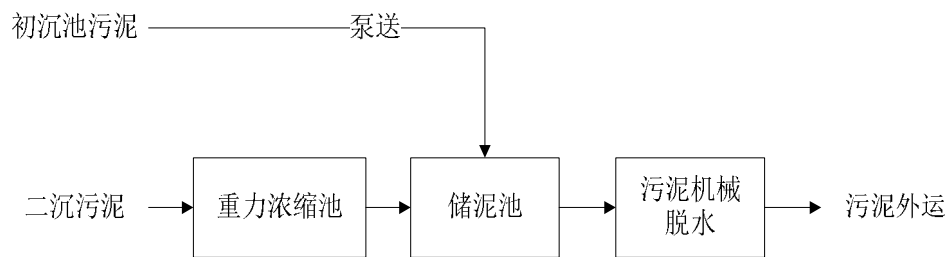 初沉池污泥
泵送
二沉污泥
重力浓缩池
储泥池
污泥机械
脱水
污泥外运